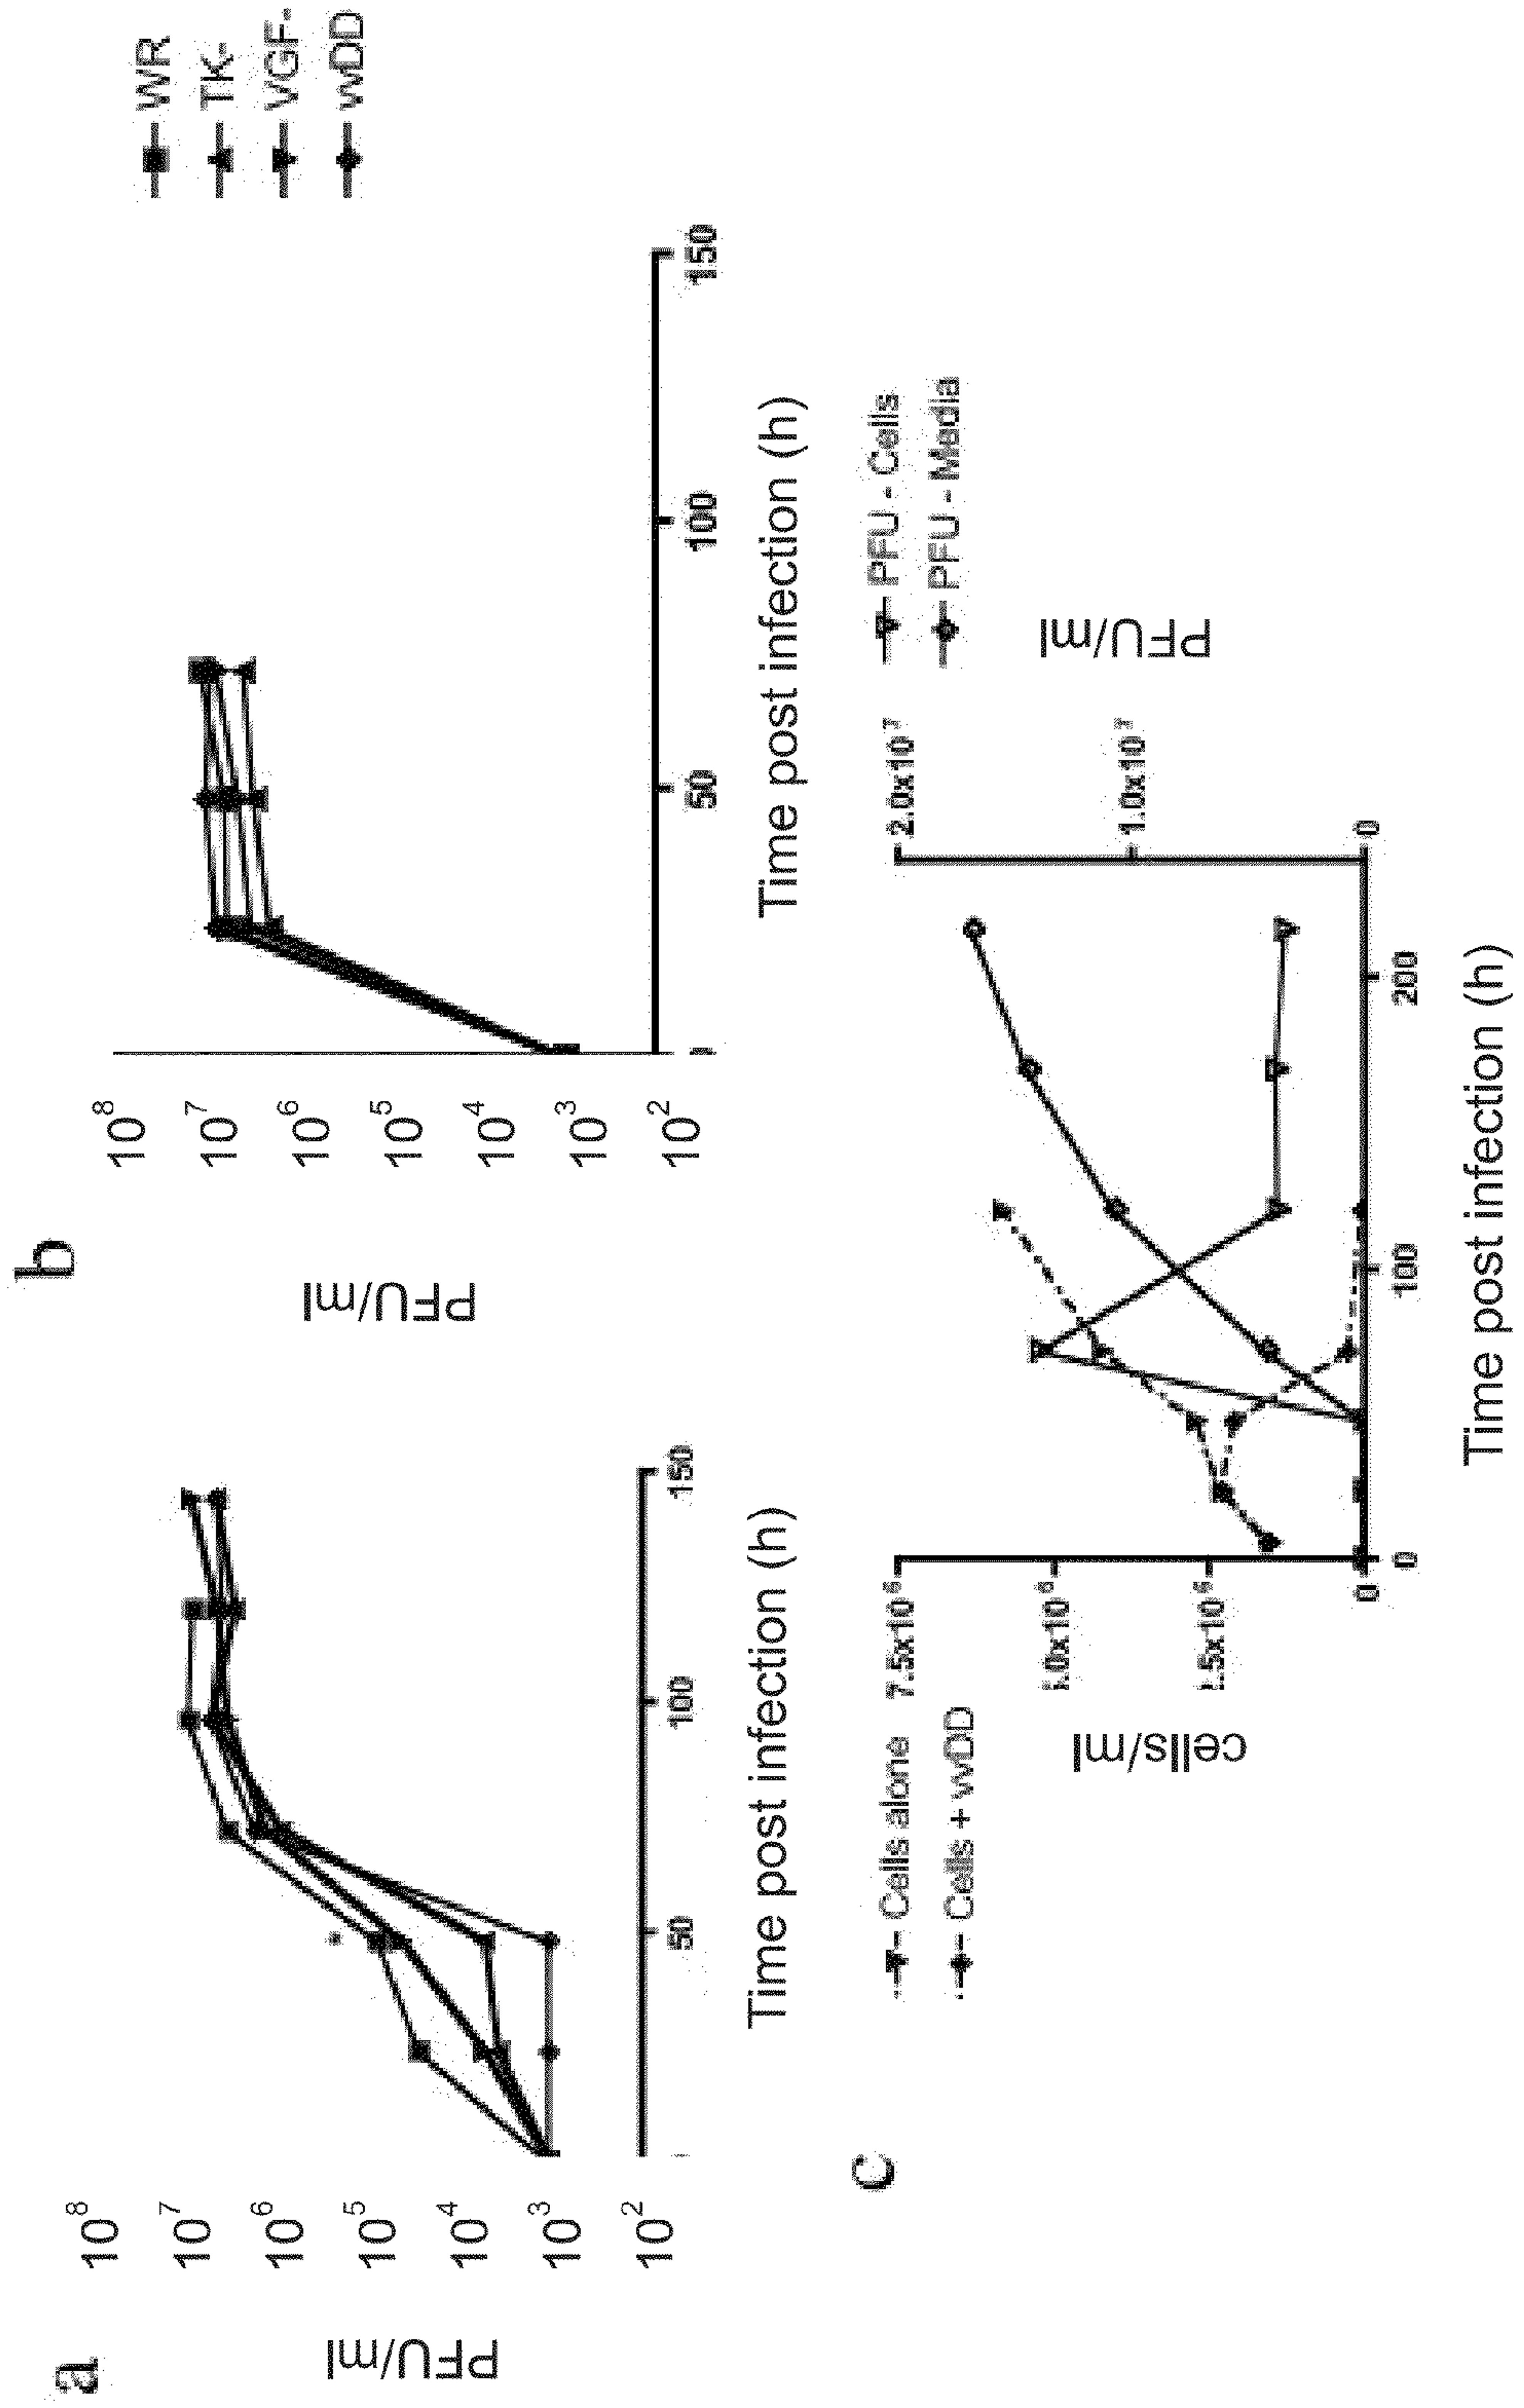 a
PFU/ml
10^8
10^7
10^6
10^5
10^4
10^3
10^2
50
100
150
Time post infection (h)
b
PFU/ml
10^8
10^7
10^6
10^5
10^4
10^3
10^2
50
100
150
Time post infection (h)
WR
TK-
VGF-
vvDD
c
Cells alone
Cells + vvDD
cells/ml
7.5x10^6
.0x10^6
.5x10^6
0
0
100
200
Time post infection (h)
2.0x10^7
1.0x10^7
0
PFU/ml
PFU - Cells
PFU - Media